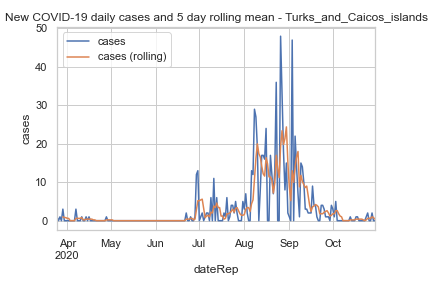 New COVID-19 daily cases and 5 day rolling mean - Turks_and_Caicos_islands
cases
cases (rolling)
50
40
30
20
10
0
cases
Apr
2020
May
Jun
Jul
Aug
Sep
Oct
dateRep